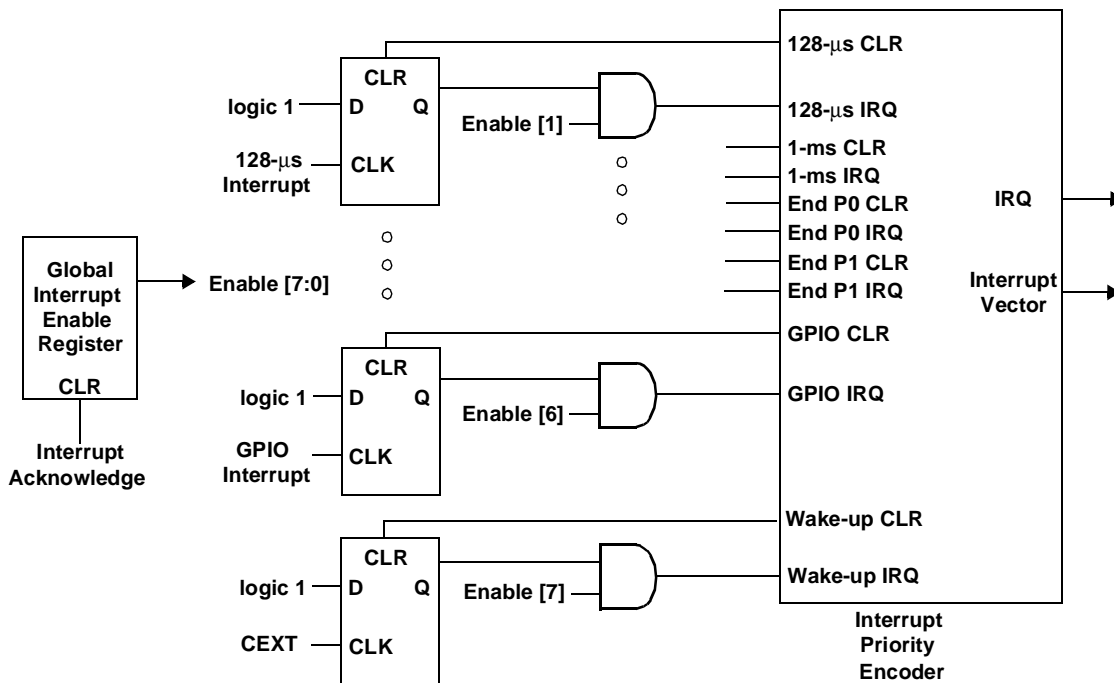 128-μs CLR
CLR
D Q
logic 1
Enable [1]
128-μs IRQ
128-μs
Interrupt
CLK
1-ms CLR
1-ms IRQ
End P0 CLR
IRQ
End P0 IRQ
Global
Interrupt
Enable
Register
CLR
Enable [7:0]
End P1 CLR
End P1 IRQ
Interrupt
Vector
GPIO CLR
CLR
D Q
logic 1
Enable [6]
GPIO IRQ
Interrupt
Acknowledge
GPIO
Interrupt
CLK
Wake-up CLR
CLR
D Q
logic 1
Enable [7]
Wake-up IRQ
CEXT
CLK
Interrupt
Priority
Encoder